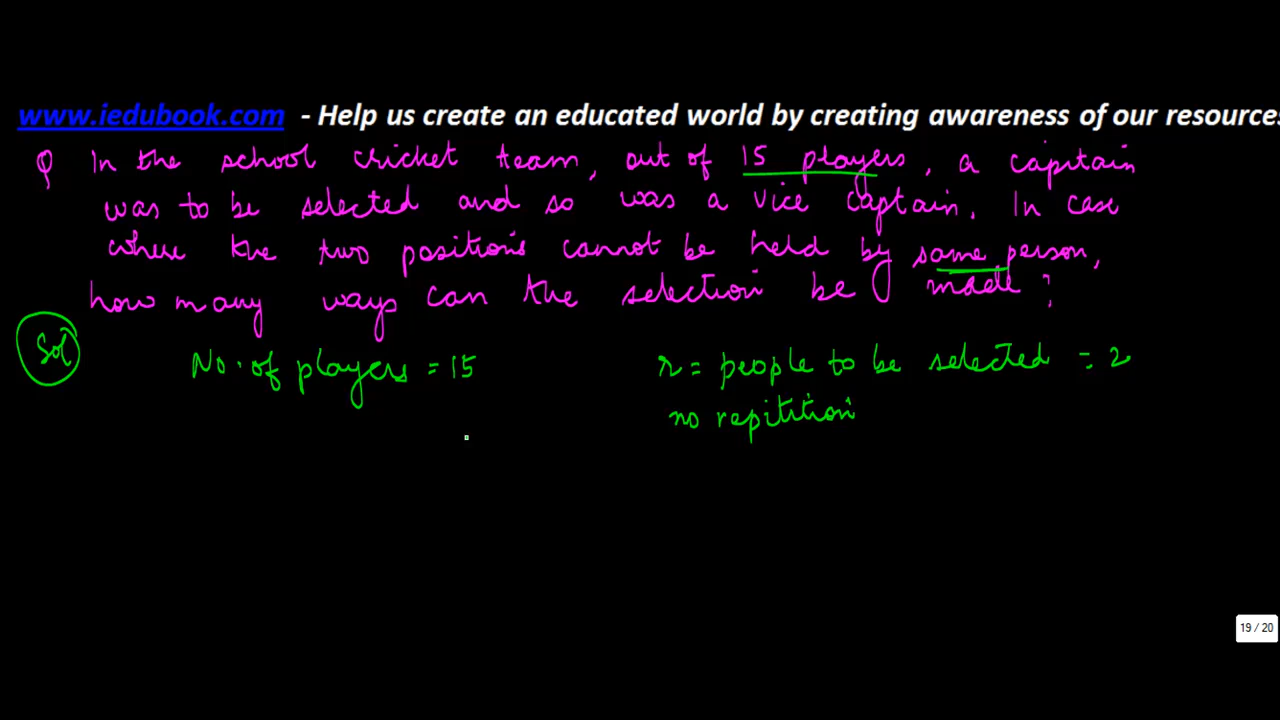 www.iedubook.com - Help us create an educated world by creating awareness of our resources
Q In the school cricket team, out of 15 players, a captain
was to be selected and so was a vice captain. In case
where the two positions cannot be held by same person,
how many ways can the selection be made?
Sol
No. of players = 15 r = people to be selected = 2
no repitition
19 / 20